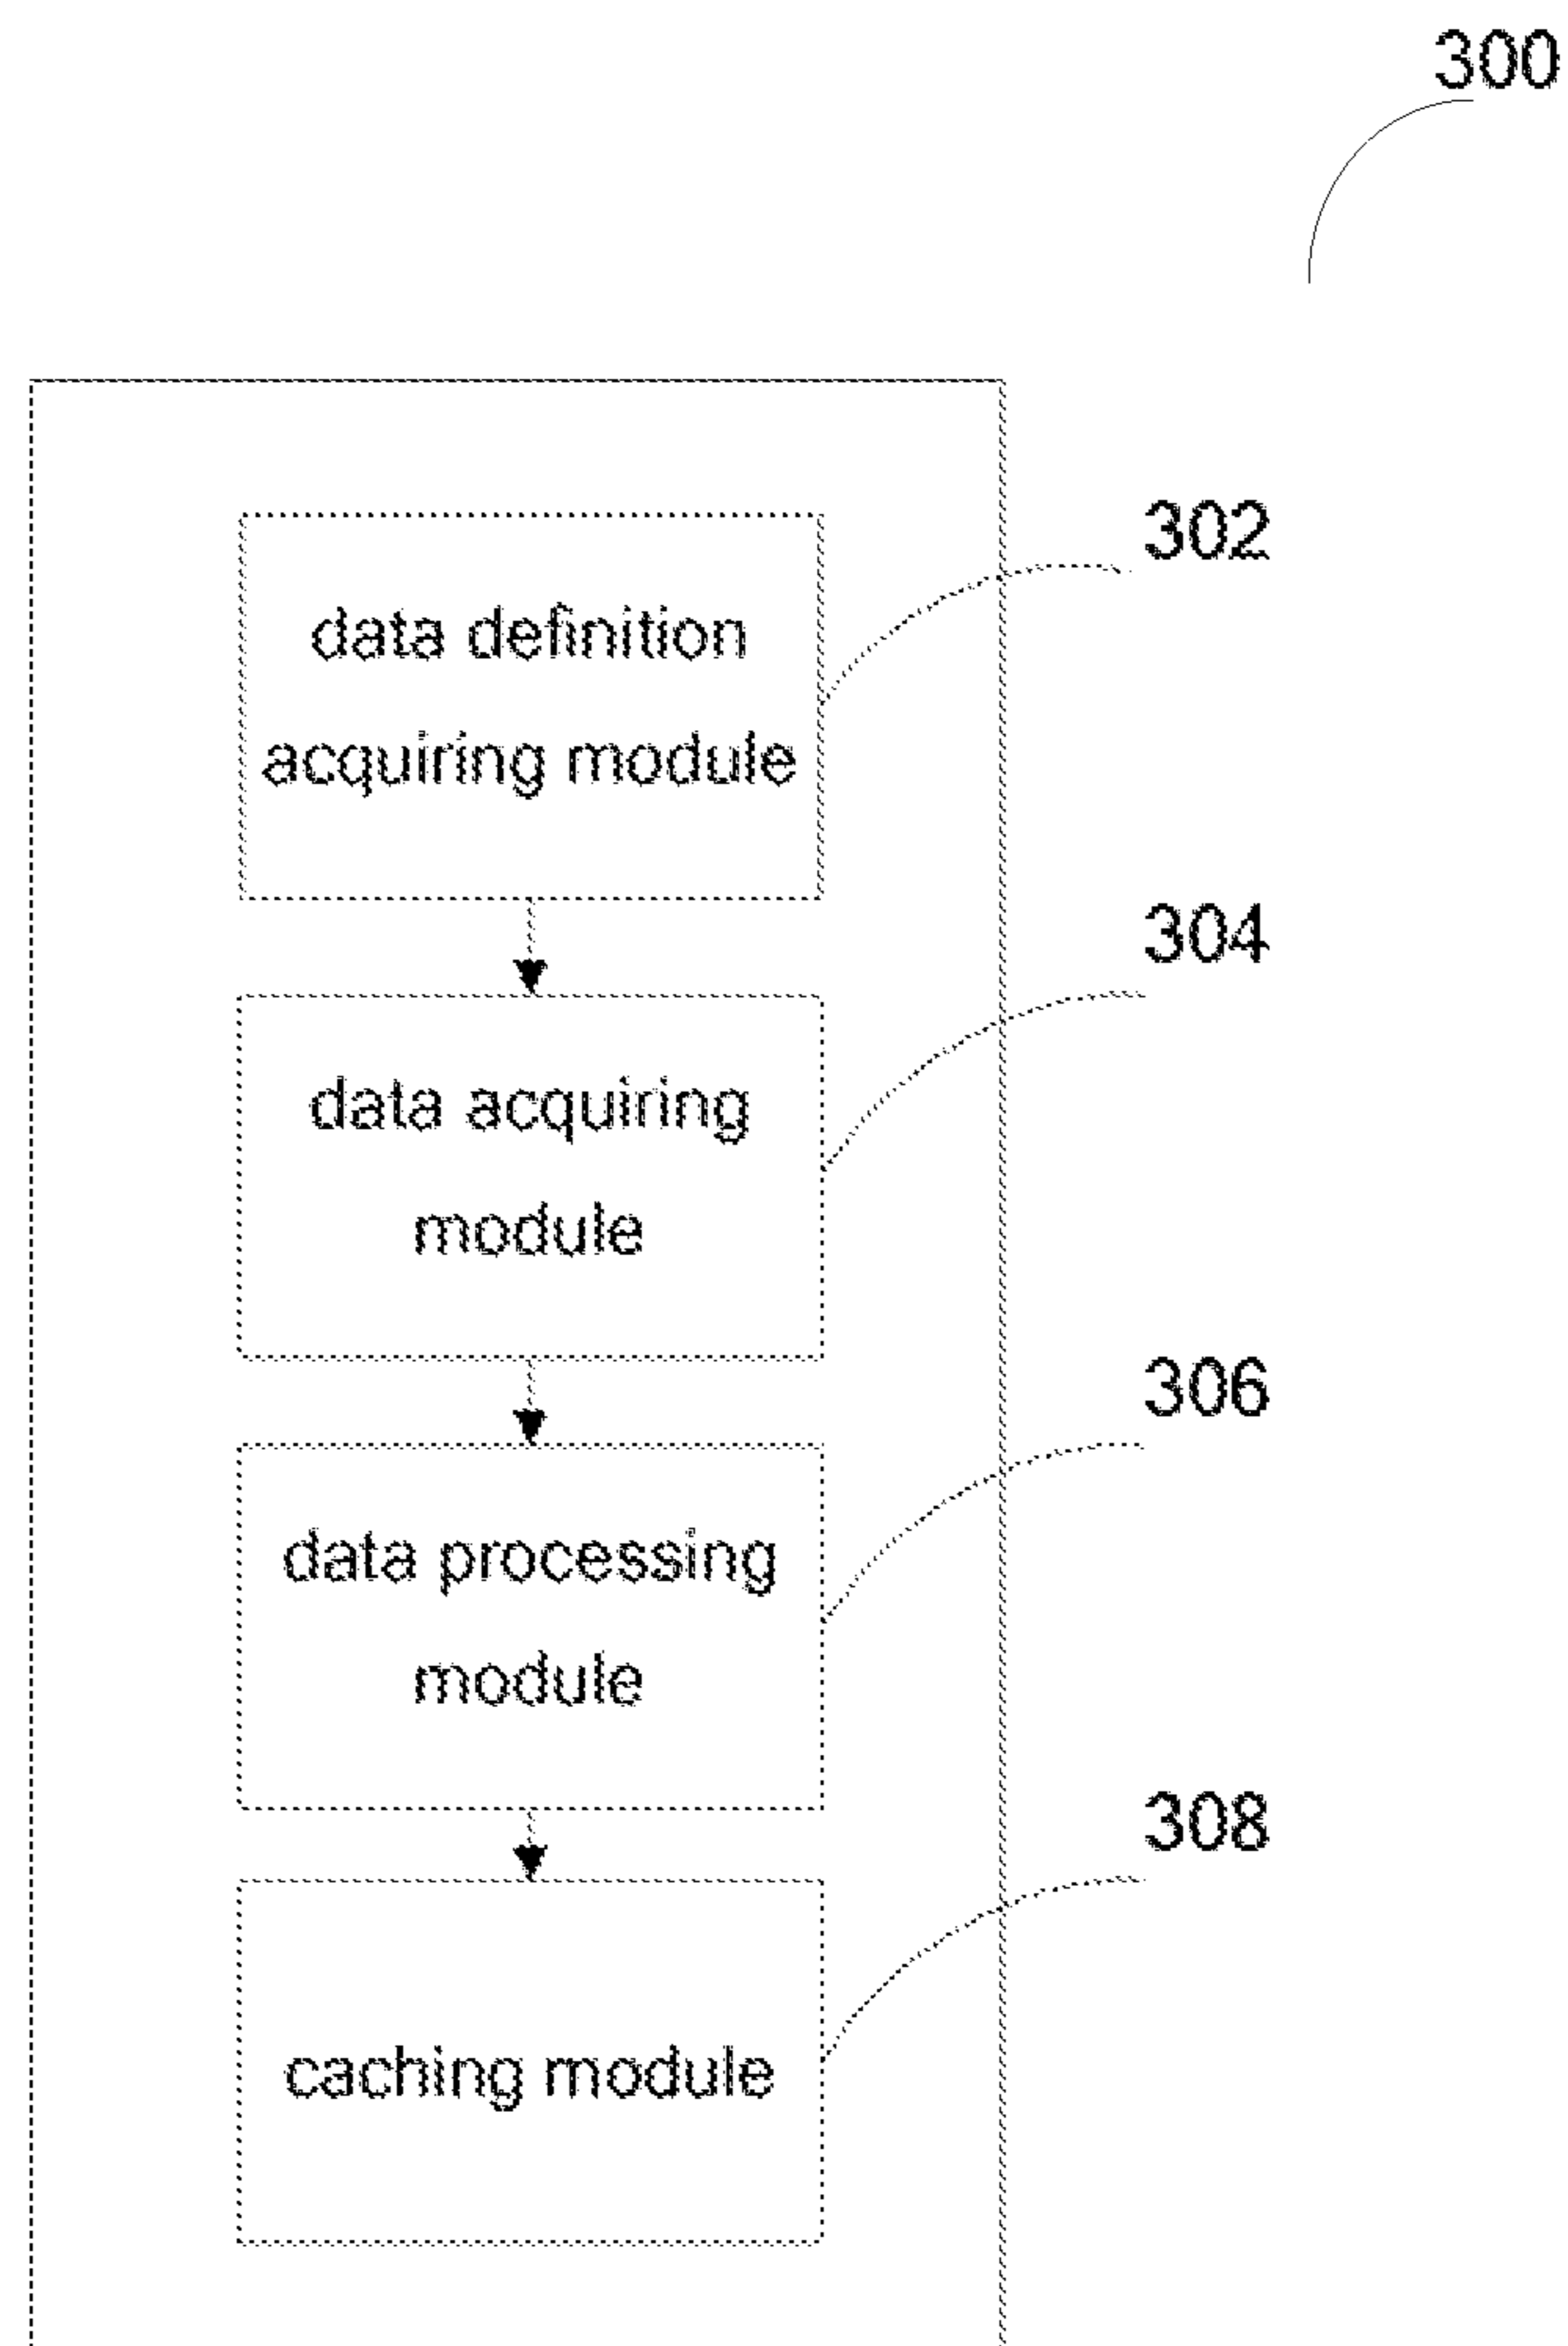 300
302
data definition
acquiring module
304
data acquiring
module
306
data processing
module
308
caching module